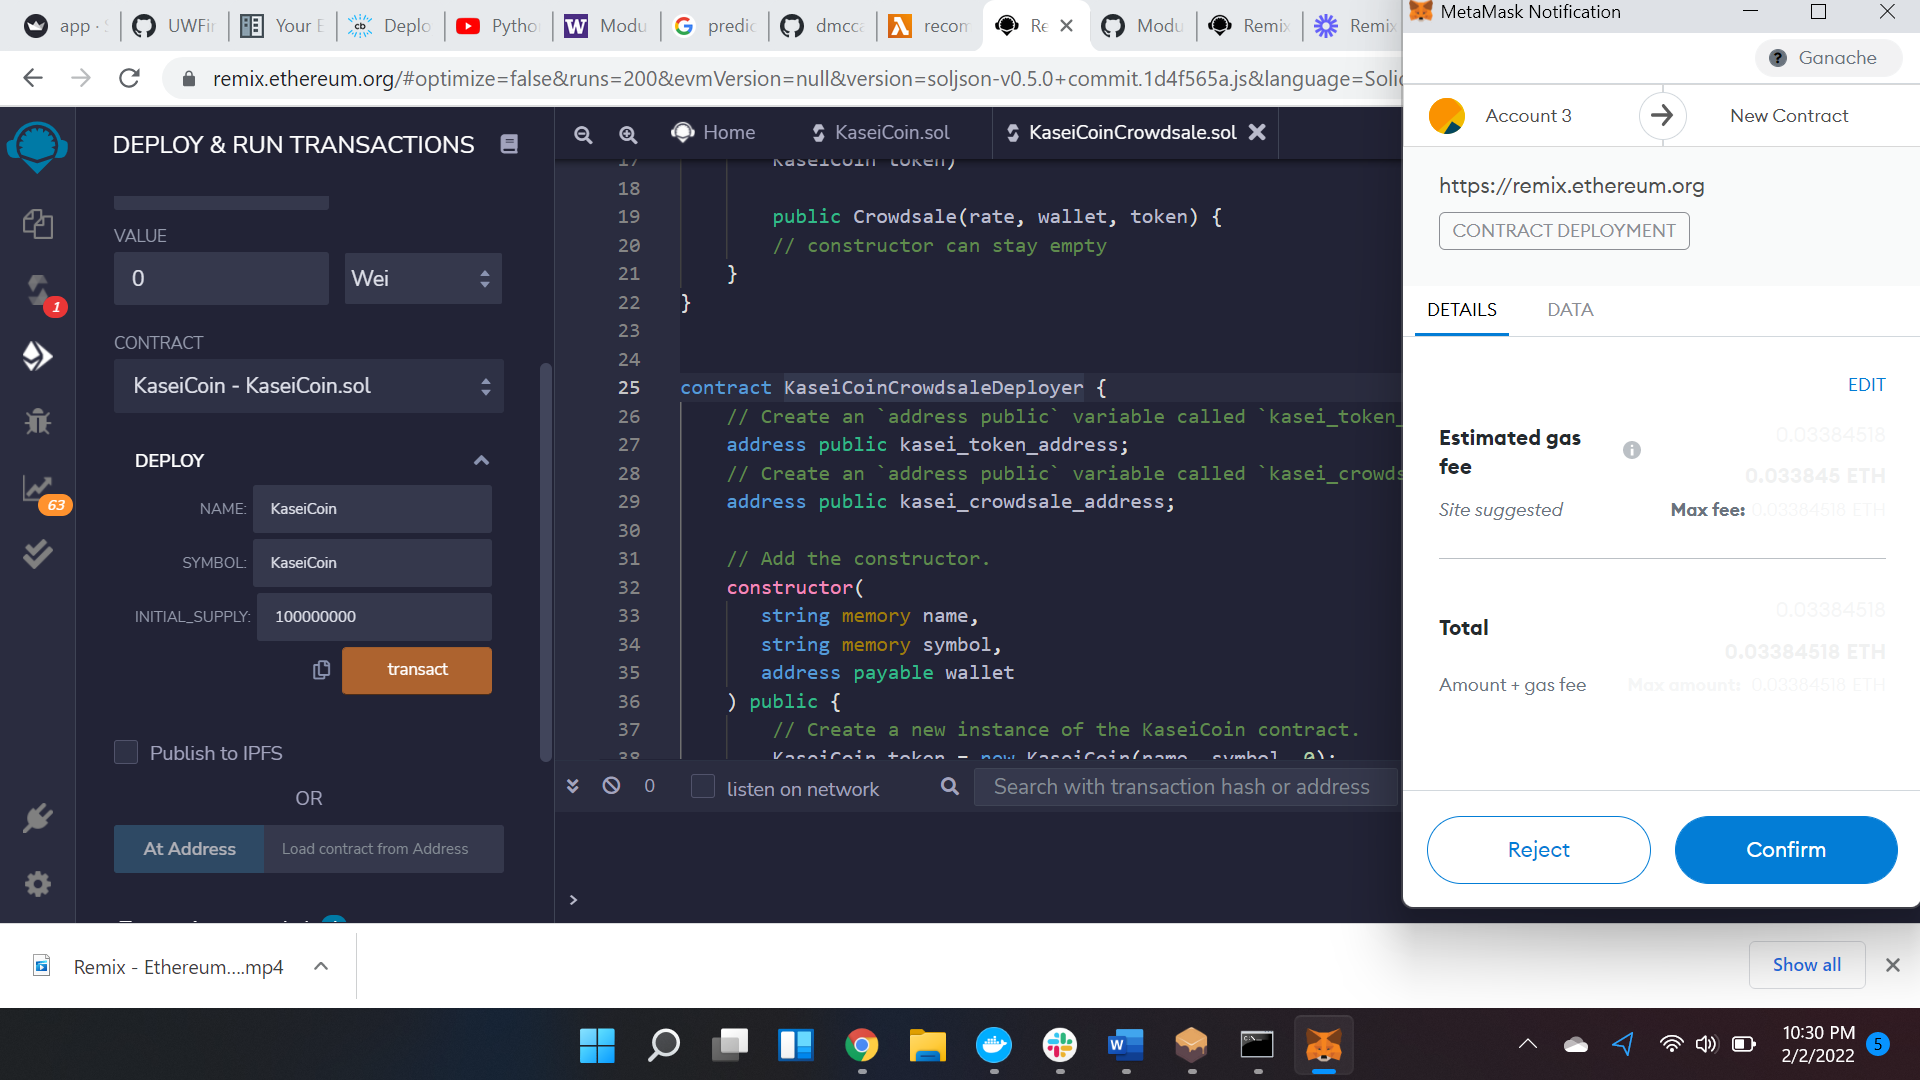 app
UWFi
Your E
Deplo
Pytho
Modu
predic
dmcca
recom
Re
Modu
Remix
Remix
MetaMask Notification
remix.ethereum.org/#optimize=false&runs=200&evmVersion=null&version=soljson-v0.5.0+commit.1d4f565a.js&language=Solid
Ganache
Account 3
New Contract
DEPLOY & RUN TRANSACTIONS
Home
KaseiCoin.sol
KaseiCoinCrowdsale.sol
https://remix.ethereum.org
CONTRACT DEPLOYMENT
DETAILS
DATA
EDIT
Estimated gas fee
0.03384518
0.033845 ETH
Site suggested
Max fee: 0.03384518 ETH
Total
0.03384518
0.03384518 ETH
Amount + gas fee
Max amount: 0.03384518 ETH
Reject
Confirm
VALUE
0
Wei
CONTRACT
KaseiCoin - KaseiCoin.sol
1
63
DEPLOY
NAME: KaseiCoin
SYMBOL: KaseiCoin
INITIAL_SUPPLY: 100000000
transact
Publish to IPFS
OR
At Address
Load contract from Address
17 KaseiCoin token)
18
19 public Crowdsale(rate, wallet, token) {
20 // constructor can stay empty
21 }
22 }
23
24
25 contract KaseiCoinCrowdsaleDeployer {
26 // Create an `address public` variable called `kasei_token_
27 address public kasei_token_address;
28 // Create an `address public` variable called `kasei_crowds
29 address public kasei_crowdsale_address;
30
31 // Add the constructor.
32 constructor(
33 string memory name,
34 string memory symbol,
35 address payable wallet
36 ) public {
37 // Create a new instance of the KaseiCoin contract.
38 KaseiCoin token = new KaseiCoin(name, symbol, 0);
0
listen on network
Search with transaction hash or address
>
Remix - Ethereum....mp4
Show all
10:30 PM
2/2/2022
5